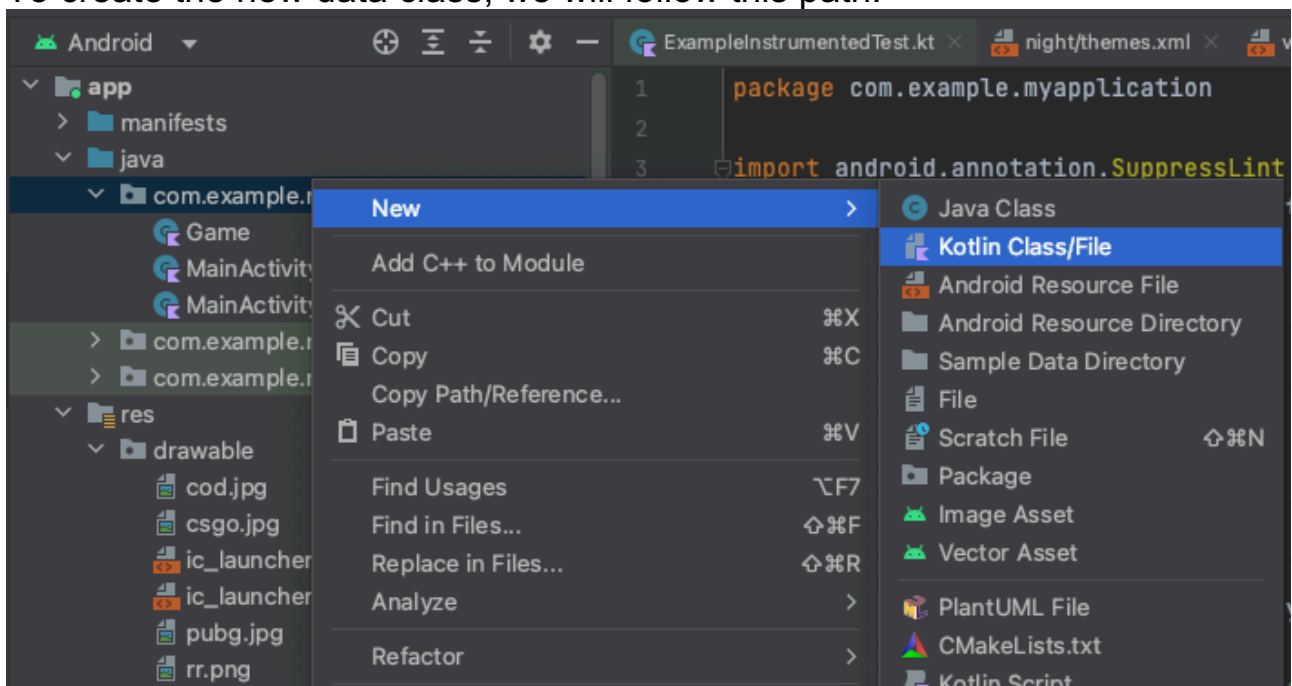 To create the new data class, we will follow this path:
Android
ExampleInstrumentedTest.kt
night/themes.xml
app
manifests
java
com.example.
Game
MainActivit
MainActivit
com.example.
com.example.
res
drawable
cod.jpg
csgo.jpg
ic_launcher
ic_launcher
pubg.jpg
rr.png
1 package com.example.myapplication
2
3 import android.annotation.SuppressLint
New >
Add C++ to Module
Cut ⌘X
Copy ⌘C
Copy Path/Reference...
Paste ⌘V
Find Usages ⌥F7
Find in Files... ⇧⌘F
Replace in Files... ⇧⌘R
Analyze >
Refactor >
Java Class
Kotlin Class/File
Android Resource File
Android Resource Directory
Sample Data Directory
File
Scratch File ⇧⌘N
Package
Image Asset
Vector Asset
PlantUML File
CMakeLists.txt
Kotlin Script